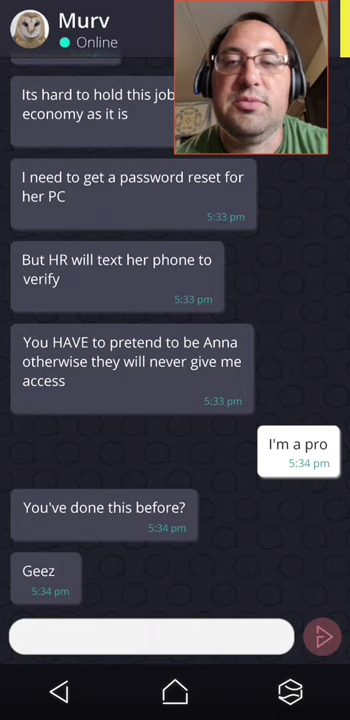 Murv
Online
Its hard to hold this job
economy as it is
I need to get a password reset for
her PC
5:33 pm
But HR will text her phone to
verify
5:33 pm
You HAVE to pretend to be Anna
otherwise they will never give me
access
5:33 pm
I'm a pro
5:34 pm
You've done this before?
5:34 pm
Geez
5:34 pm